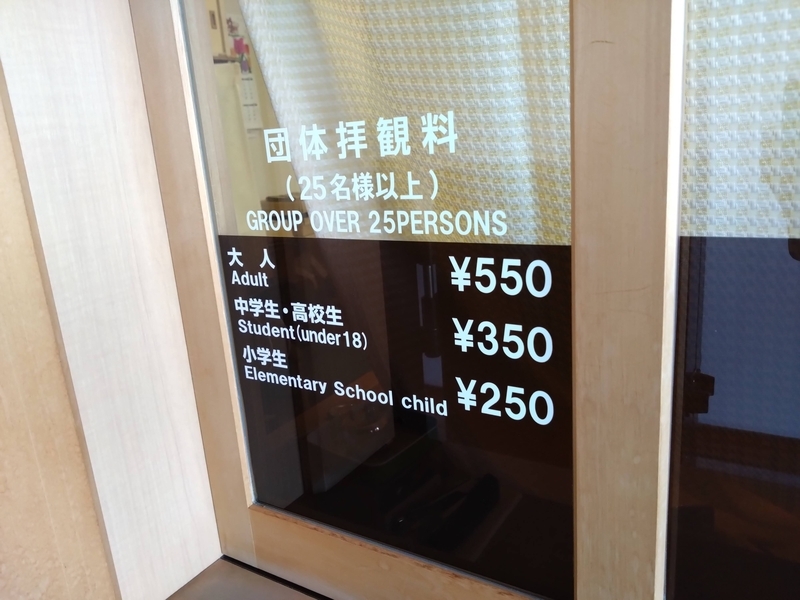 団体拝観料
(25名様以上)
GROUP OVER 25PERSONS
大人 ¥550
Adult
中学生・高校生 ¥350
Student(under18)
小学生 ¥250
Elementary School child